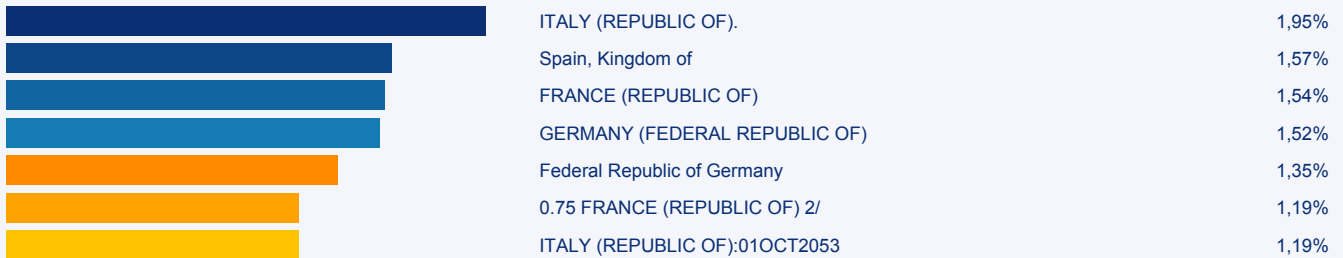 ITALY (REPUBLIC OF). 1,95%
Spain, Kingdom of 1,57%
FRANCE (REPUBLIC OF) 1,54%
GERMANY (FEDERAL REPUBLIC OF) 1,52%
Federal Republic of Germany 1,35%
0.75 FRANCE (REPUBLIC OF) 2/ 1,19%
ITALY (REPUBLIC OF):01OCT2053 1,19%